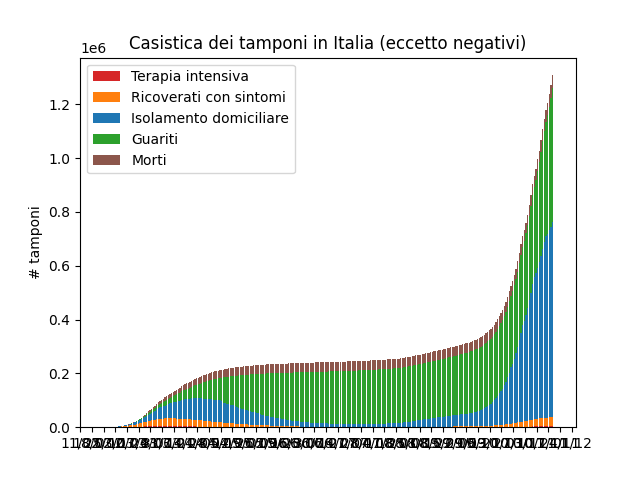 Casistica dei tamponi in Italia (eccetto negativi)
1e6
Terapia intensiva
Ricoverati con sintomi
Isolamento domiciliare
Guariti
Morti
# tamponi
1.2
1.0
0.8
0.6
0.4
0.2
0.0